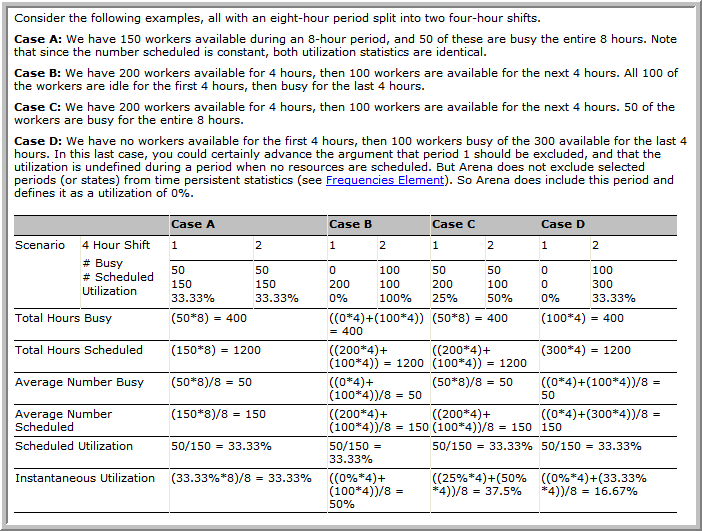 Consider the following examples, all with an eight-hour period split into two four-hour shifts.
Case A: We have 150 workers available during an 8-hour period, and 50 of these are busy the entire 8 hours. Note
that since the number scheduled is constant, both utilization statistics are identical.
Case B: We have 200 workers available for 4 hours, then 100 workers are available for the next 4 hours. All 100 of
the workers are idle for the first 4 hours, then busy for the last 4 hours.
Case C: We have 200 workers available for 4 hours, then 100 workers are available for the next 4 hours. 50 of the
workers are busy for the entire 8 hours.
Case D: We have no workers available for the first 4 hours, then 100 workers busy of the 300 available for the last 4
hours. In this last case, you could certainly advance the argument that period 1 should be excluded, and that the
utilization is undefined during a period when no resources are scheduled. But Arena does not exclude selected
periods (or states) from time persistent statistics (see Frequencies Element). So Arena does include this period and
defines it as a utilization of 0%.
Case A Case B Case C Case D
Scenario 4 Hour Shift 1 2 1 2 1 2 1 2
# Busy 50 50 0 100 50 50 0 100
# Scheduled 150 150 200 100 200 100 0 300
Utilization 33.33% 33.33% 0% 100% 25% 50% 0% 33.33%
Total Hours Busy (50*8) = 400 ((0*4)+(100*4)) (50*8) = 400 (100*4) = 400
= 400
Total Hours Scheduled (150*8) = 1200 ((200*4)+ ((200*4)+ (300*4) = 1200
(100*4)) = 1200 (100*4)) = 1200
Average Number Busy (50*8)/8 = 50 ((0*4)+ (50*8)/8 = 50 ((0*4)+(100*4))/8 =
(100*4))/8 = 50 50
Average Number (150*8)/8 = 150 ((200*4)+ ((200*4)+ ((0*4)+(300*4))/8 =
Scheduled (100*4))/8 = 150 (100*4))/8 = 150 150
Scheduled Utilization 50/150 = 33.33% 50/150 = 50/150 = 33.33% 50/150 = 33.33%
33.33%
Instantaneous Utilization (33.33%*8)/8 = 33.33% ((0%*4)+ ((25%*4)+(50% ((0%*4)+(33.33%
(100*4))/8 = *4))/8 = 37.5% *4))/8 = 16.67%
50%